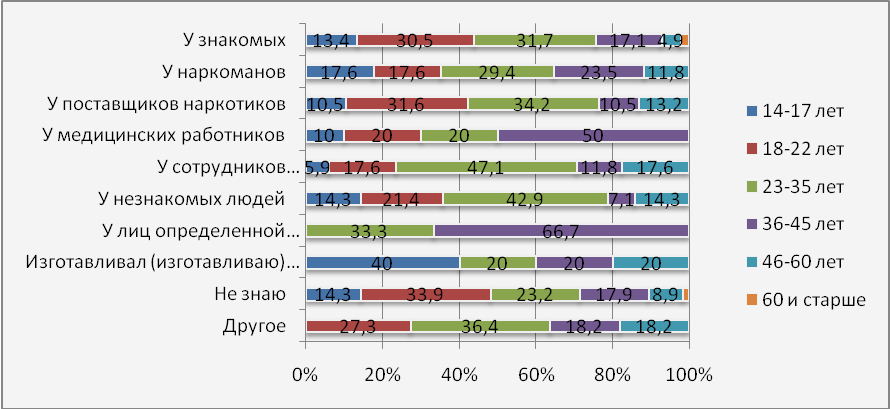 У знакомых 13,4 30,5 31,7 17,1 4,9
У наркоманов 17,6 17,6 29,4 23,5 11,8
У поставщиков наркотиков 10,5 31,6 34,2 10,5 13,2
У медицинских работников 10 20 20 50
У сотрудников... 5,9 17,6 47,1 11,8 17,6
У незнакомых людей 14,3 21,4 42,9 7,1 14,3
У лиц определенной... 33,3 66,7
Изготавливал (изготавливаю)... 40 20 20 20
Не знаю 14,3 33,9 23,2 17,9 8,9
Другое 27,3 36,4 18,2 18,2
0% 20% 40% 60% 80% 100%
14-17 лет
18-22 лет
23-35 лет
36-45 лет
46-60 лет
60 и старше